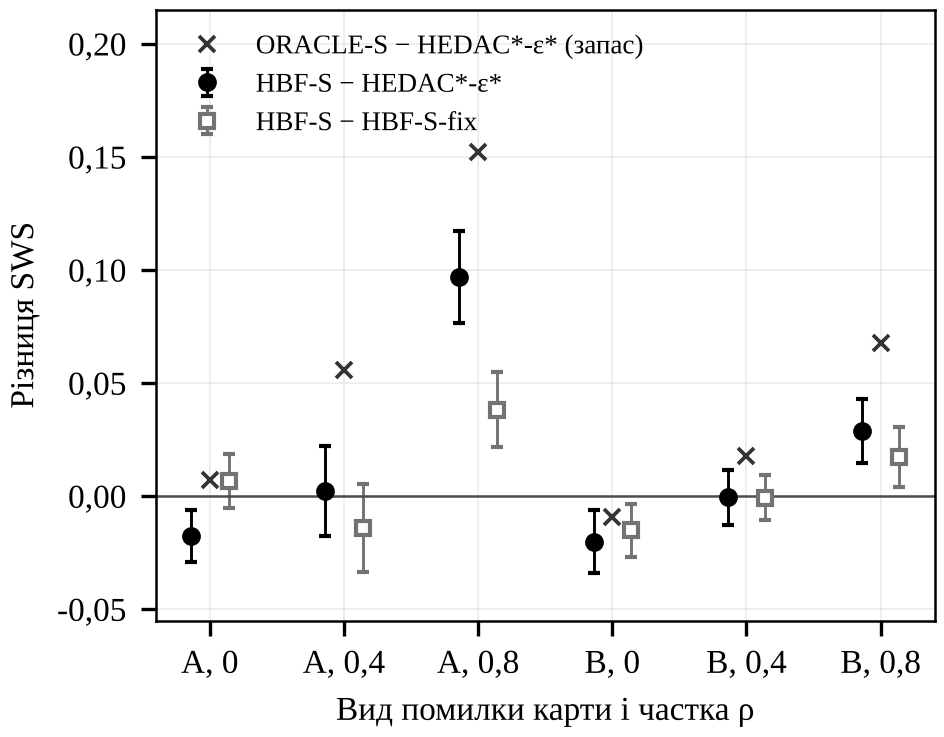 0,20
0,15
0,10
0,05
0,00
-0,05
Різниця SWS
ORACLE-S − HEDAC*-ε* (запас)
HBF-S − HEDAC*-ε*
HBF-S − HBF-S-fix
A, 0
A, 0,4
A, 0,8
B, 0
B, 0,4
B, 0,8
Вид помилки карти і частка ρ